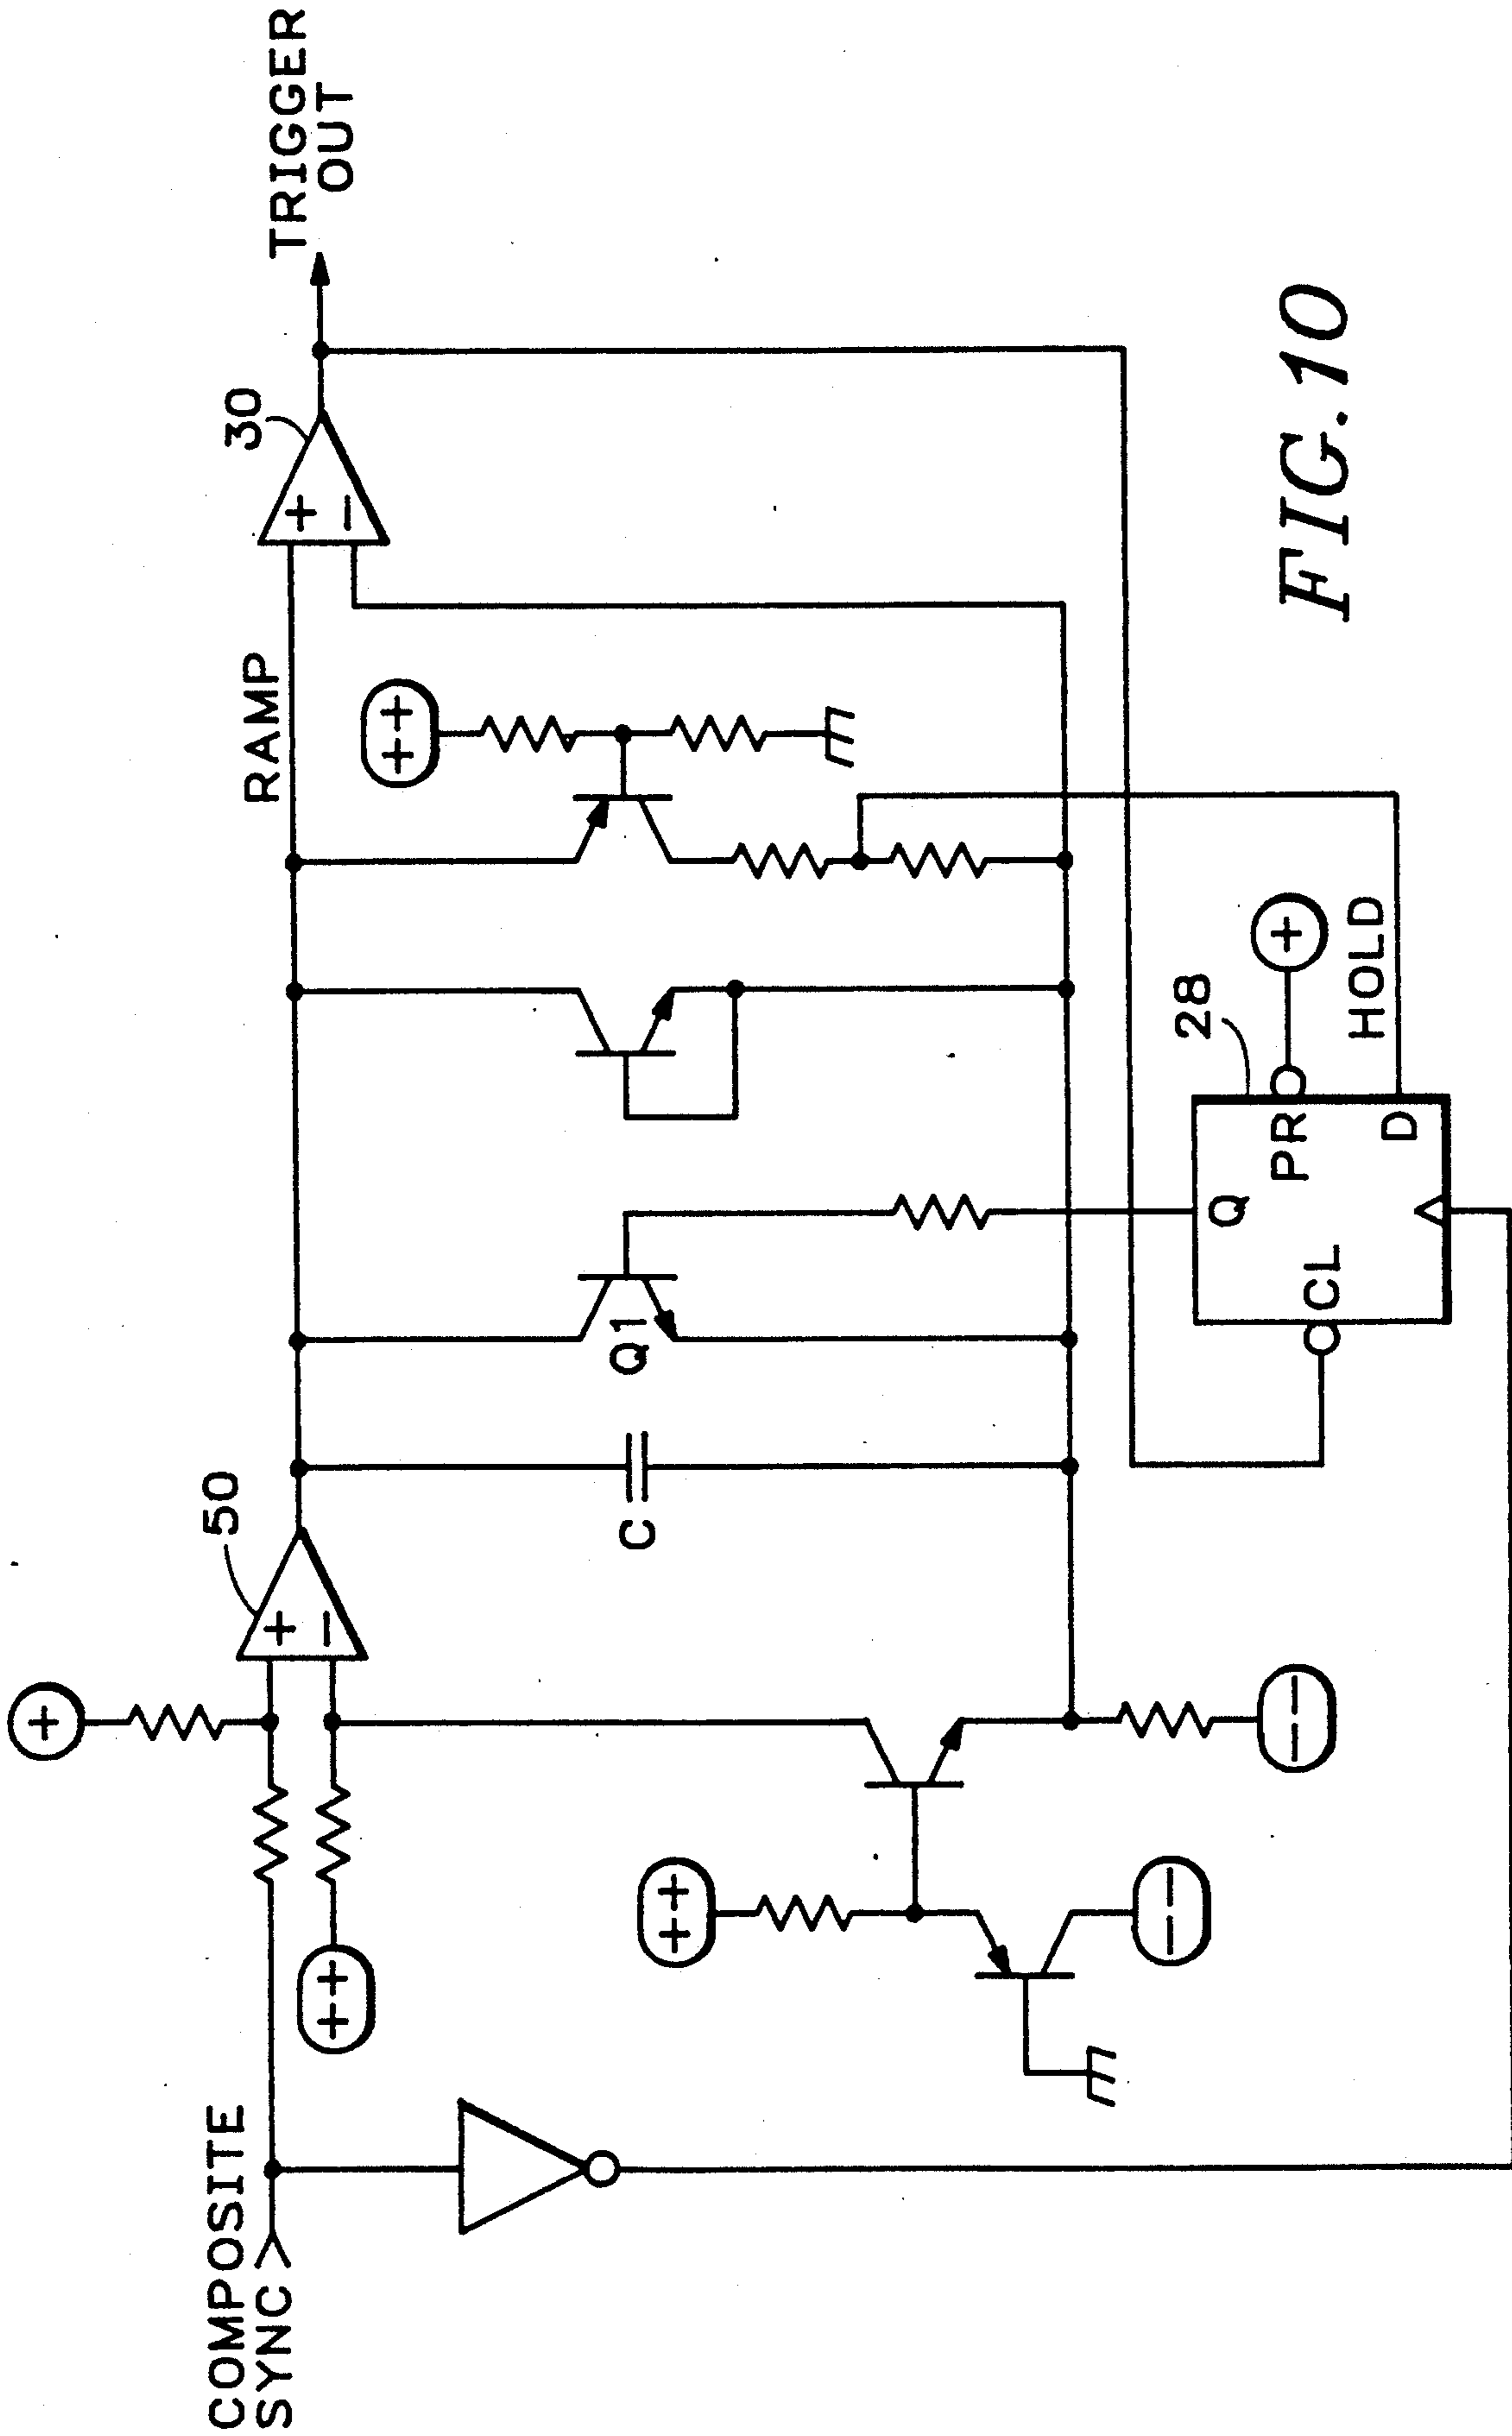 COMPOSITE
SYNC
50
+
−
+
++
++
−−
−−
C
Q1
RAMP
++
30
+
−
TRIGGER
OUT
28
Q
PR
CL
D
+
HOLD
FIG.10